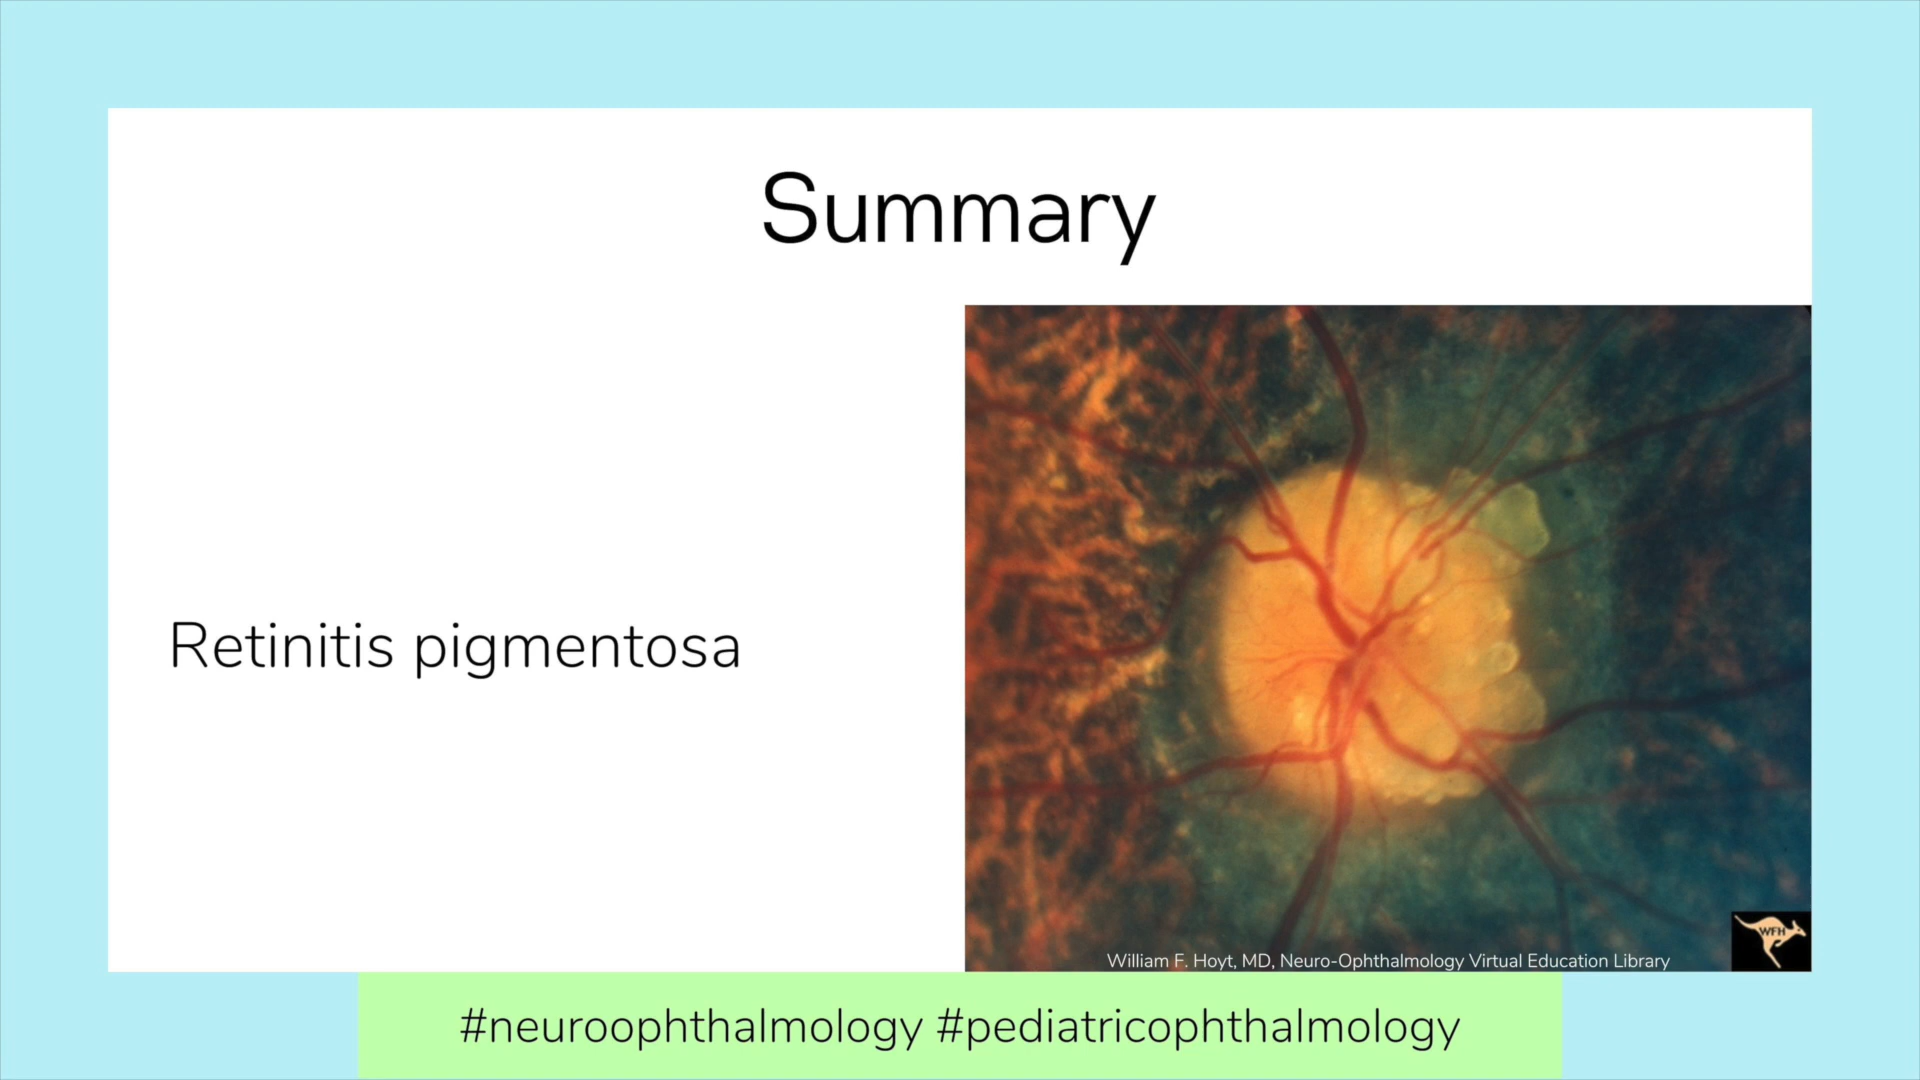 Summary
Retinitis pigmentosa
William F. Hoyt, MD, Neuro-Ophthalmology Virtual Education Library
WFH
#neuroophthalmology #pediatricophthalmology